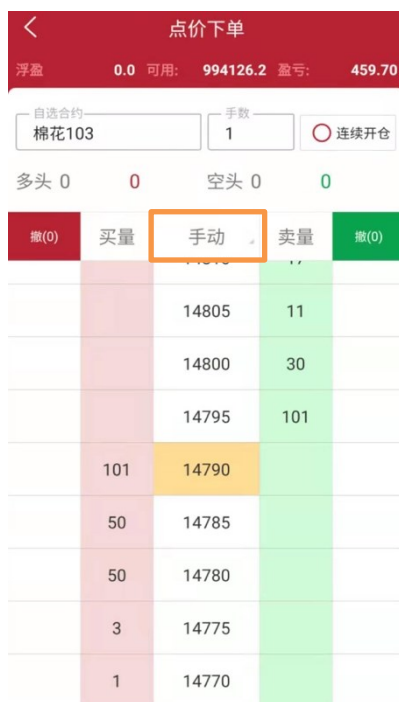 点价下单
浮盈 0.0 可用: 994126.2 盈亏: 459.70
自选合约 手数
棉花103 1 连续开仓
多头 0 0 空头 0 0
撤(0) 买量 手动 卖量 撤(0)
14805 11
14800 30
14795 101
101 14790
50 14785
50 14780
3 14775
1 14770